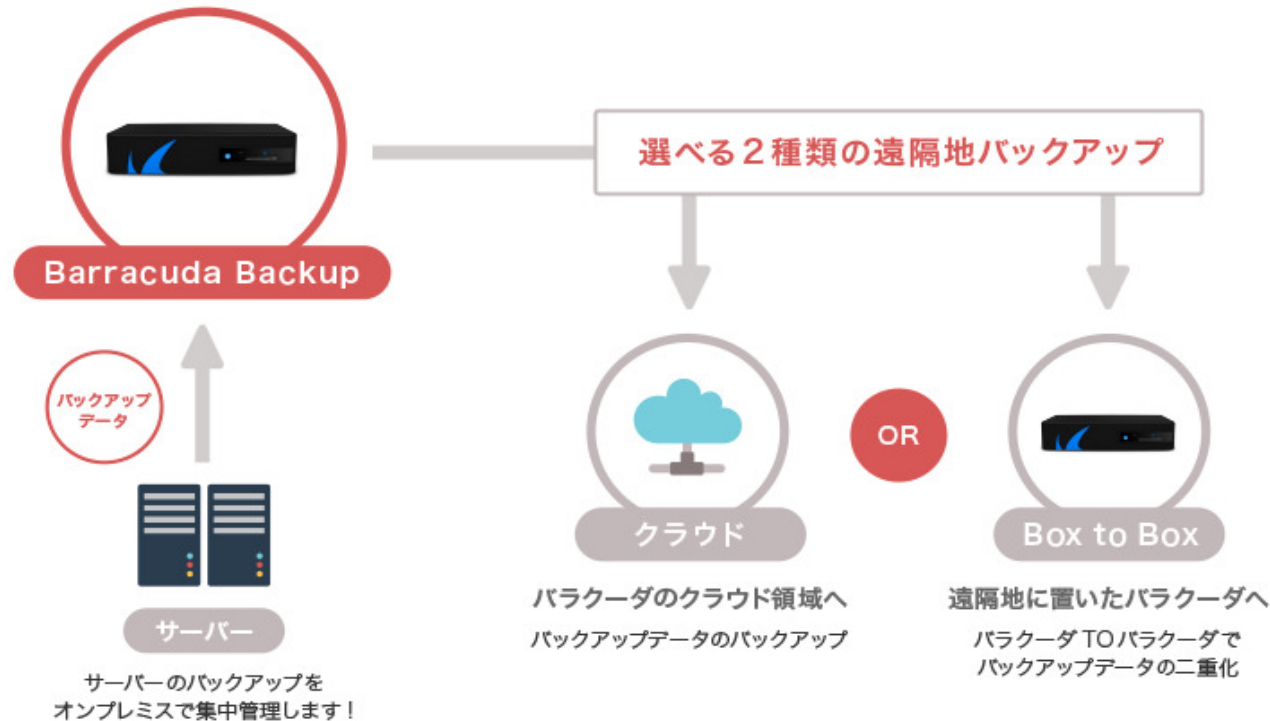 選べる2種類の遠隔地バックアップ
Barracuda Backup
バックアップ
データ
サーバー
サーバーのバックアップを
オンプレミスで集中管理します！
クラウド
バラクーダのクラウド領域へ
バックアップデータのバックアップ
OR
Box to Box
遠隔地に置いたバラクーダへ
バラクーダ TO バラクーダで
バックアップデータの二重化